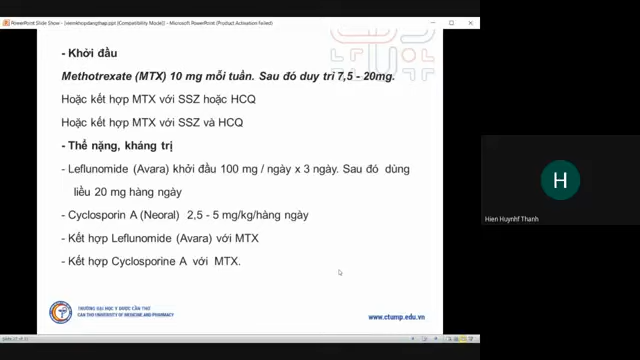 PowerPoint Slide Show - [viemkhopdangthap.ppt [Compatibility Mode]] - Microsoft PowerPoint (Product Activation Failed)
- Khởi đầu
Methotrexate (MTX) 10 mg mỗi tuần. Sau đó duy trì 7,5 - 20mg.
Hoặc kết hợp MTX với SSZ hoặc HCQ
Hoặc kết hợp MTX với SSZ và HCQ
- Thể nặng, kháng trị
- Leflunomide (Avara) khởi đầu 100 mg / ngày x 3 ngày. Sau đó dùng
liều 20 mg hàng ngày
- Cyclosporin A (Neoral) 2,5 - 5 mg/kg/hàng ngày
- Kết hợp Leflunomide (Avara) với MTX
- Kết hợp Cyclosporine A với MTX.
TRƯỜNG ĐẠI HỌC Y DƯỢC CẦN THƠ
CAN THO UNIVERSITY OF MEDICINE AND PHARMACY
www.ctump.edu.vn
H
Hien Huynhf Thanh